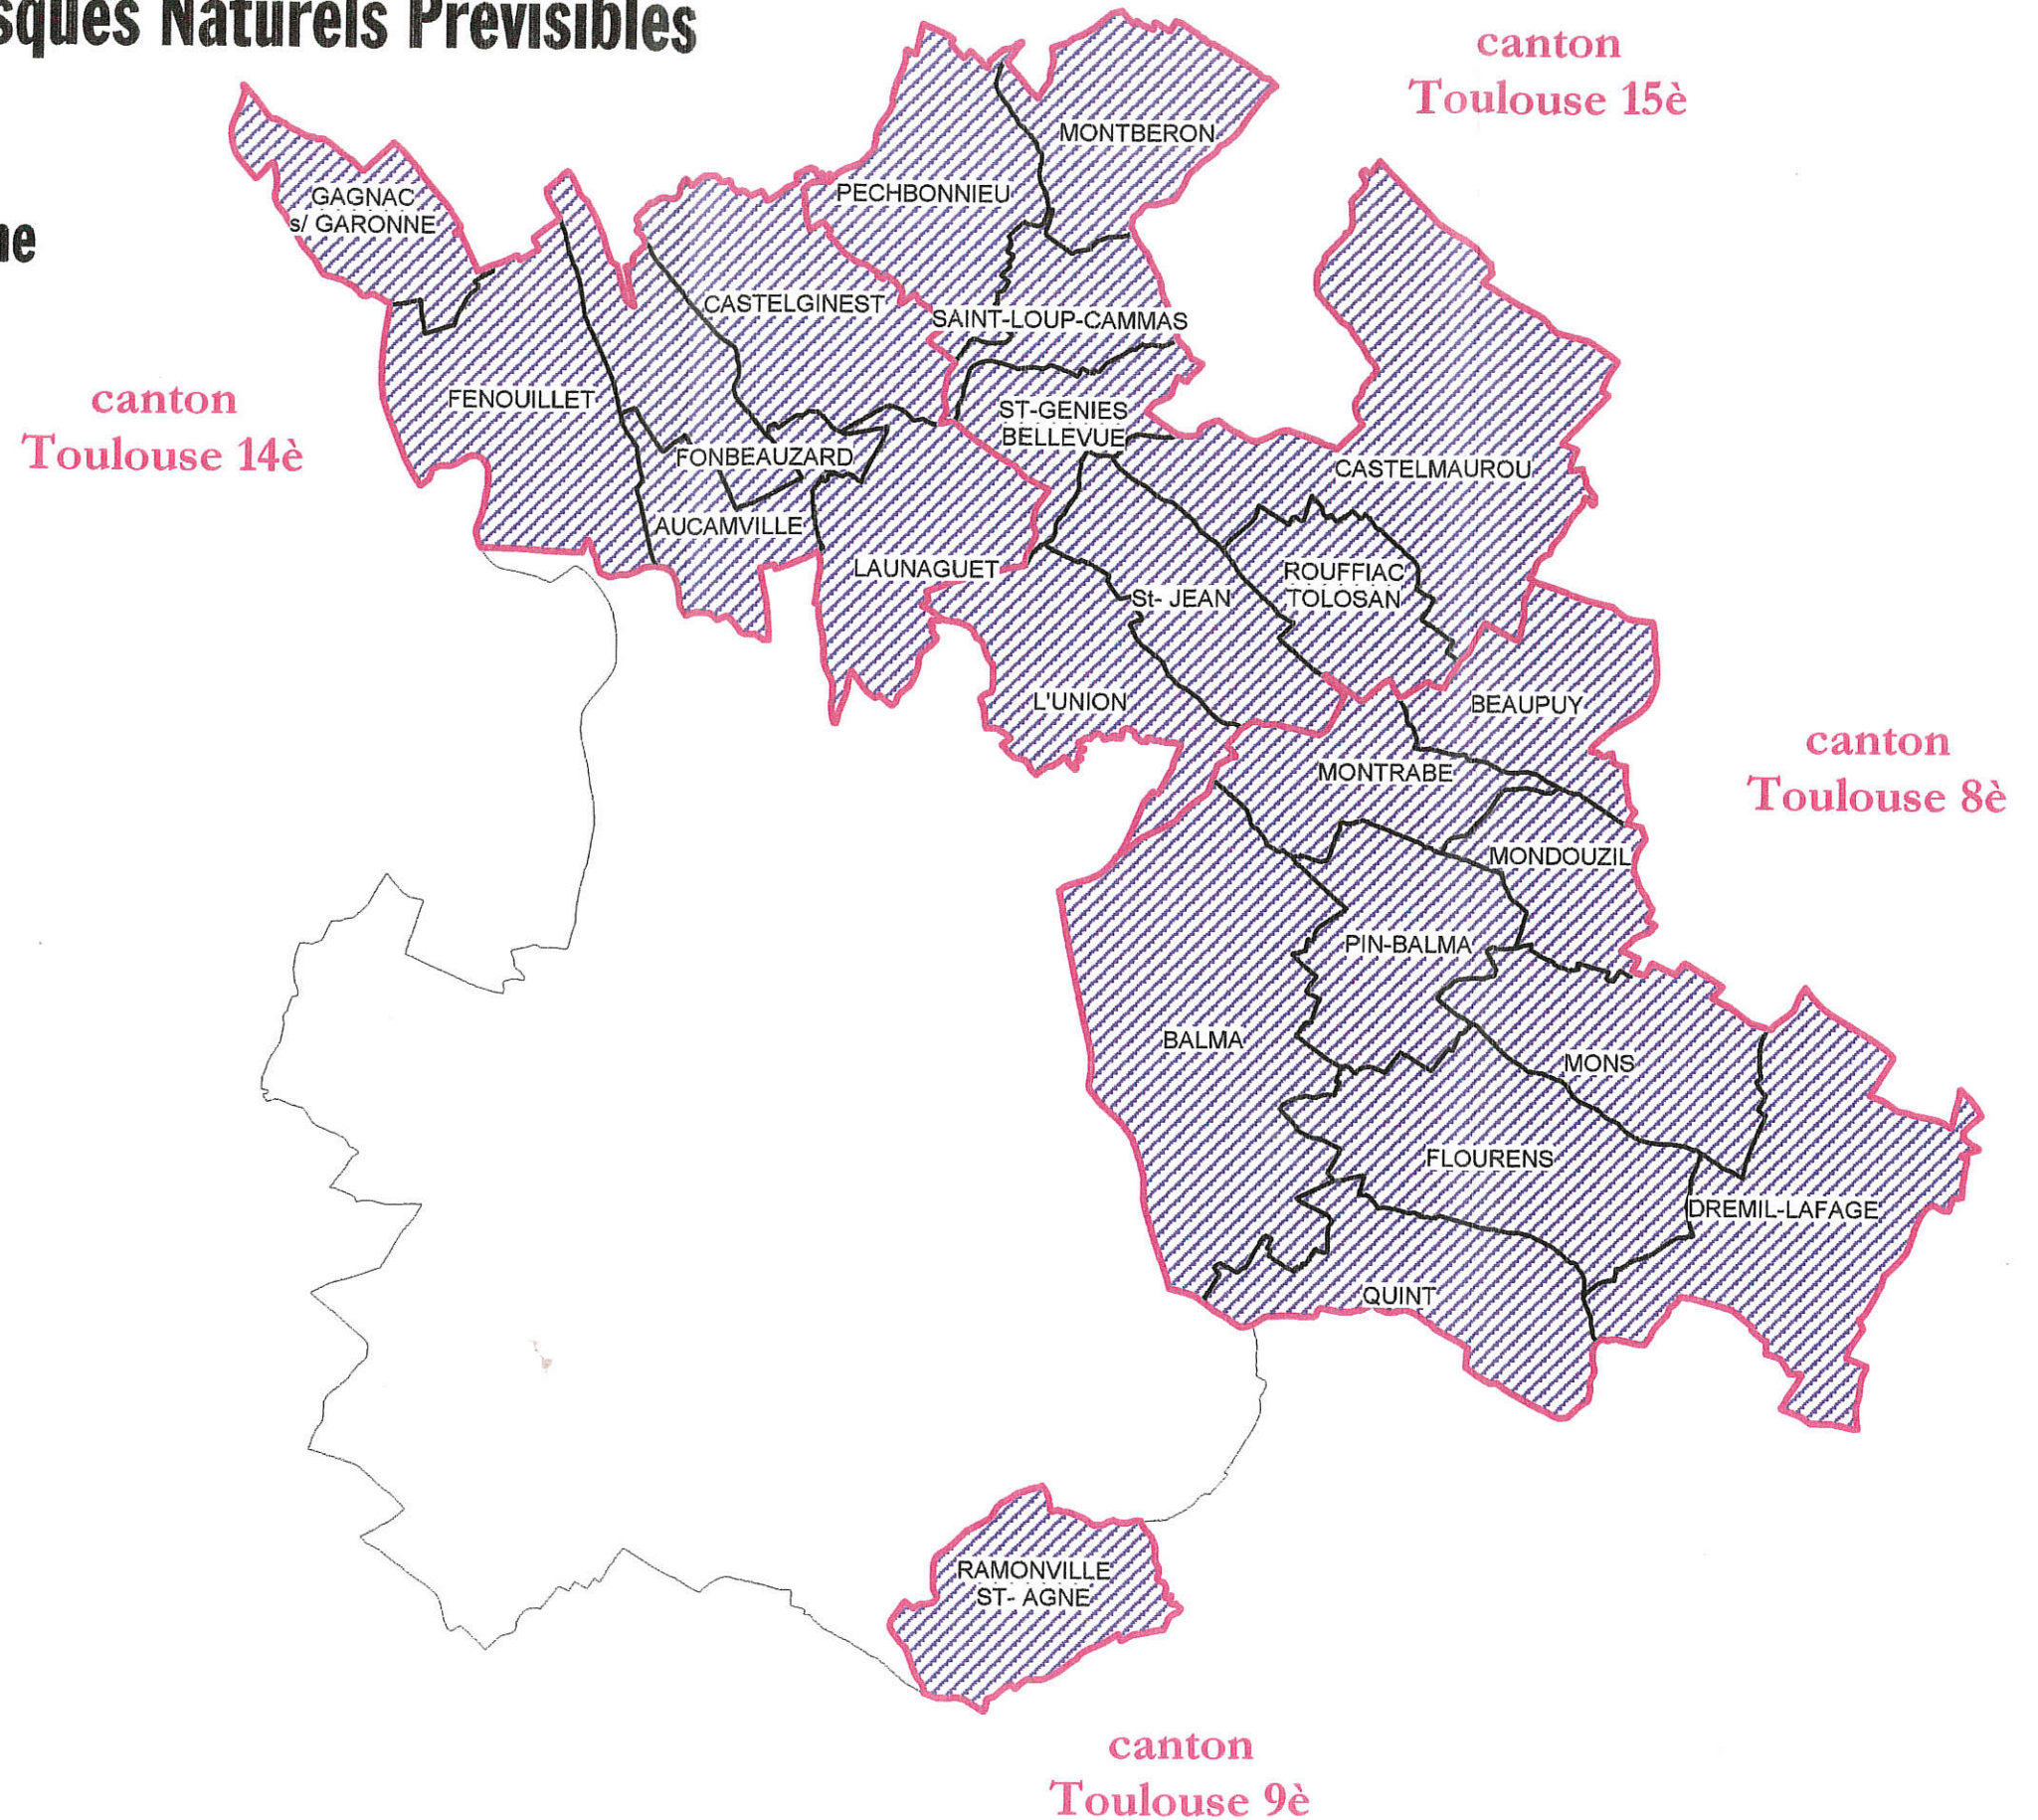 sques Naturels Prévisibles
ne
canton
Toulouse 15è
MONTBERON
PECHBONNIEU
GAGNAC
s/ GARONNE
CASTELGINEST
SAINT-LOUP-CAMMAS
canton
Toulouse 14è
FENOUILLET
ST-GENIES
BELLEVUE
FONBEAUZARD
CASTELMAUROU
AUCAMVILLE
LAUNAGUET
ROUFFIAC
TOLOSAN
St- JEAN
L'UNION
BEAUPUY
canton
Toulouse 8è
MONTRABE
MONDOUZIL
PIN-BALMA
BALMA
MONS
FLOURENS
DREMIL-LAFAGE
QUINT
RAMONVILLE
ST- AGNE
canton
Toulouse 9è